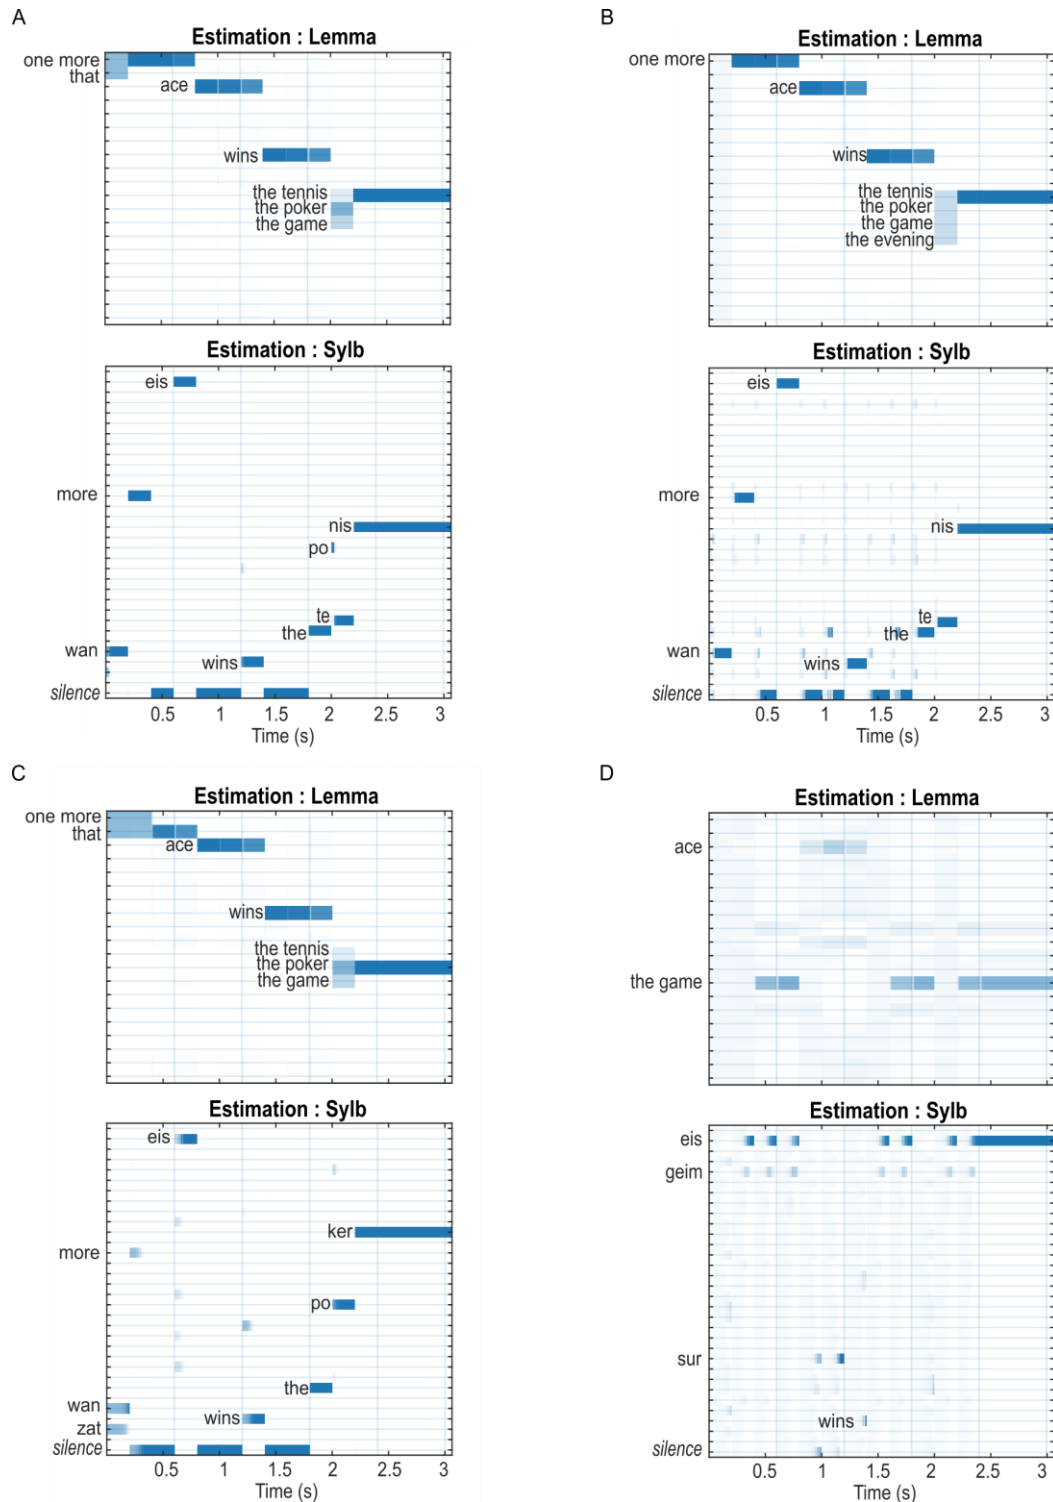 A
Estimation : Lemma
one more
that
ace
wins
the tennis
the poker
the game
Estimation : Sylb
eis
more
nis
po
te
the
wan
wins
silence
0.5 1 1.5 2 2.5 3
Time (s)
B
Estimation : Lemma
one more
ace
wins
the tennis
the poker
the game
the evening
Estimation : Sylb
eis
more
nis
te
the
wan
wins
silence
0.5 1 1.5 2 2.5 3
Time (s)
C
Estimation : Lemma
one more
that
ace
wins
the tennis
the poker
the game
Estimation : Sylb
eis
ker
more
po
the
wan
wins
zat
silence
0.5 1 1.5 2 2.5 3
Time (s)
D
Estimation : Lemma
ace
the game
Estimation : Sylb
eis
geim
sur
wins
silence
0.5 1 1.5 2 2.5 3
Time (s)